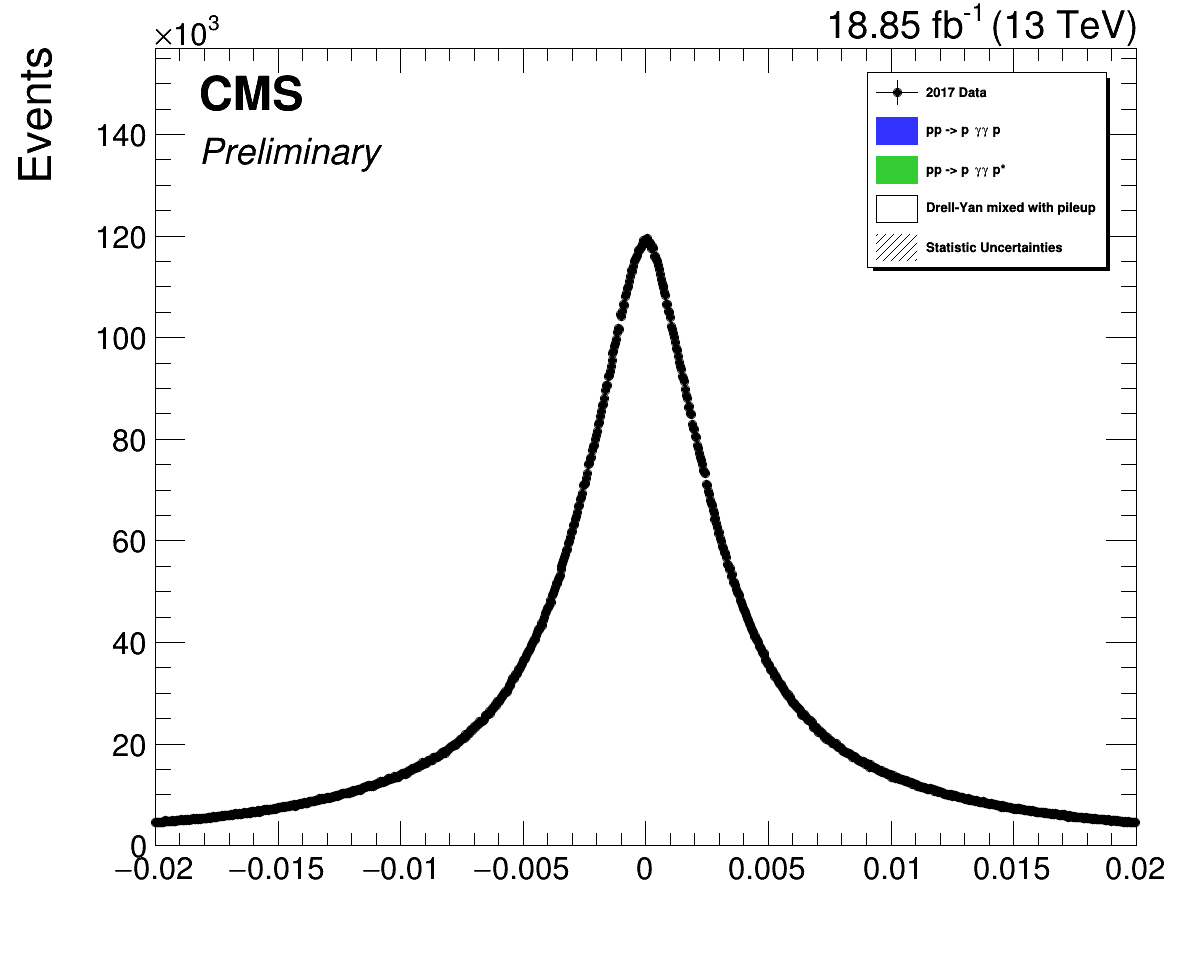 ×10³
18.85 fb⁻¹ (13 TeV)
Events
CMS
Preliminary
2017 Data
pp -> p γγ p
pp -> p γγ p*
Drell-Yan mixed with pileup
Statistic Uncertainties
140
120
100
80
60
40
20
0
−0.02 −0.015 −0.01 −0.005 0 0.005 0.01 0.015 0.02